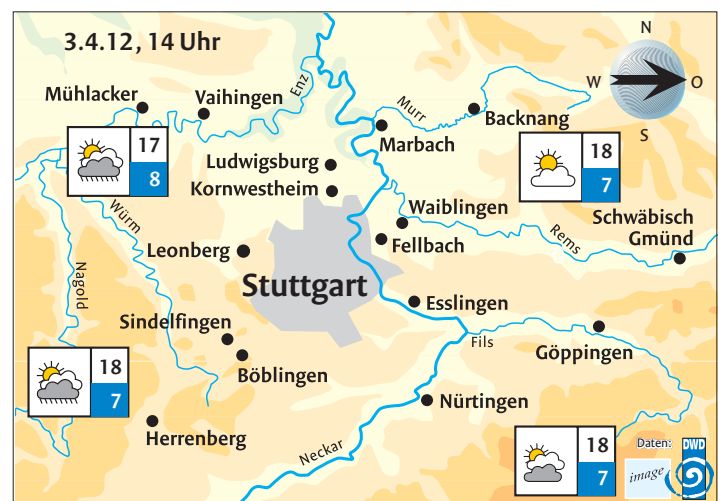 3.4.12, 14 Uhr
N
W
O
S
Mühlacker
Vaihingen
Enz
Murr
Backnang
Marbach
17
8
Ludwigsburg
Kornwestheim
18
7
Würm
Waiblingen
Schwäbisch
Gmünd
Rems
Fellbach
Leonberg
Nagold
Stuttgart
Esslingen
Sindelfingen
Fils
Göppingen
Böblingen
18
7
Nürtingen
Herrenberg
Neckar
18
7
Daten:
DWD
image